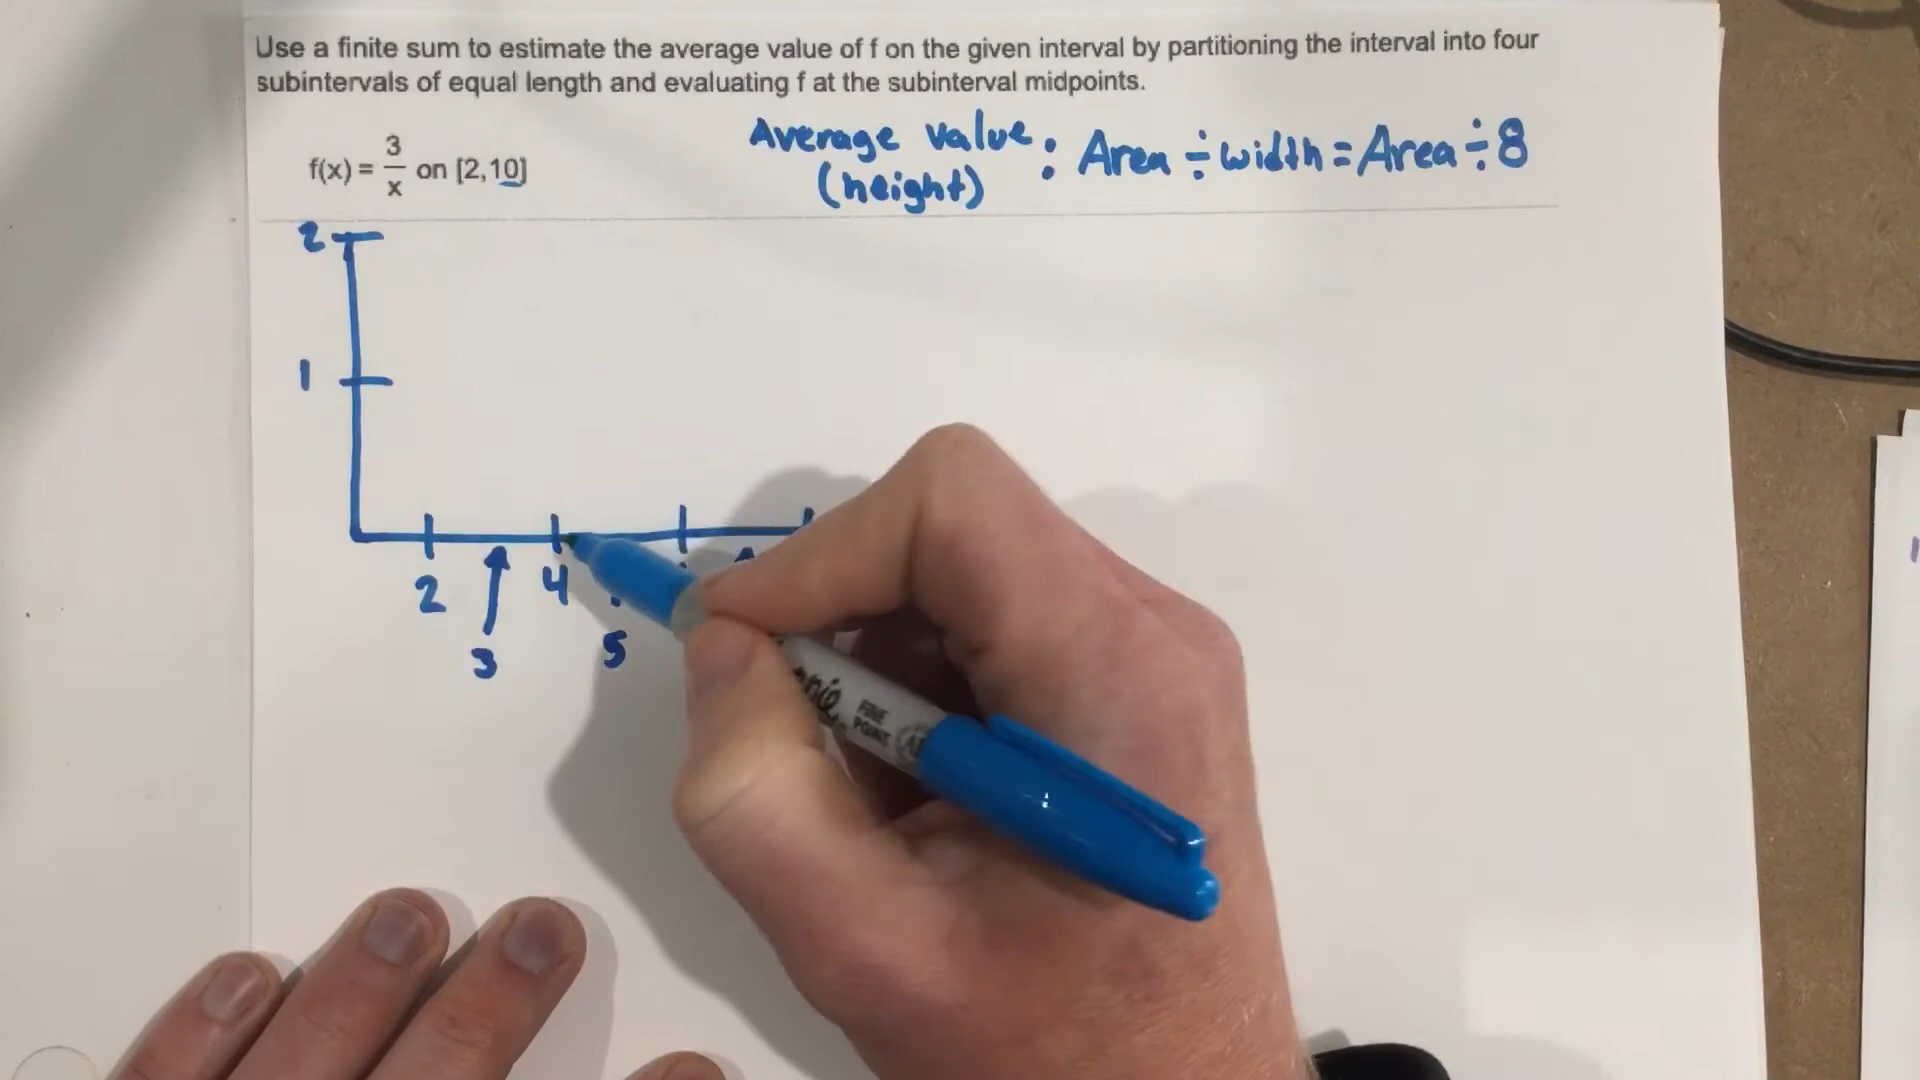 Use a finite sum to estimate the average value of f on the given interval by partitioning the interval into four
subintervals of equal length and evaluating f at the subinterval midpoints.
f(x) = 3/x on [2,10]
Average value : Area ÷ width = Area ÷ 8
(height)
2
1
2
4
3
5
FINE
POINT